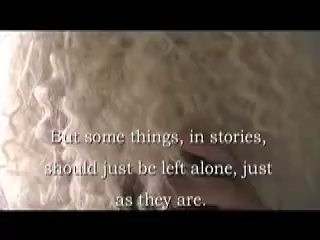 But some things, in stories,
should just be left alone, just
as they are.